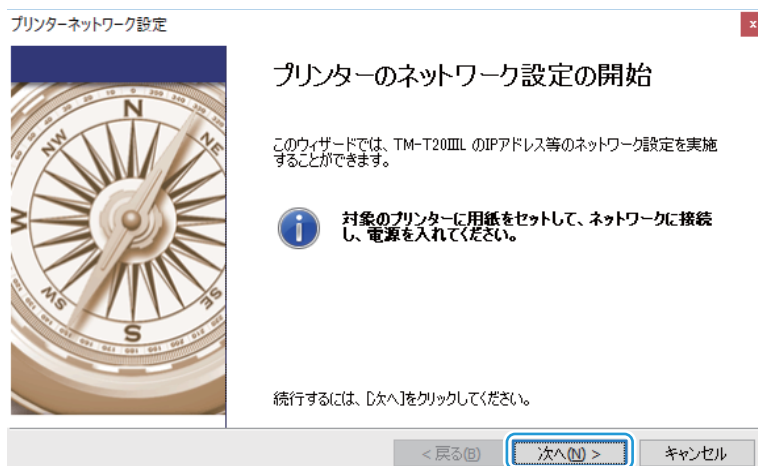 プリンターネットワーク設定
x
プリンターのネットワーク設定の開始
このウィザードでは、TM-T20ⅢL のIPアドレス等のネットワーク設定を実施
することができます。
対象のプリンターに用紙をセットして、ネットワークに接続
し、電源を入れてください。
N
NE
SE
S
SW
W
NW
続行するには、[次へ]をクリックしてください。
< 戻る(B)
次へ(N) >
キャンセル